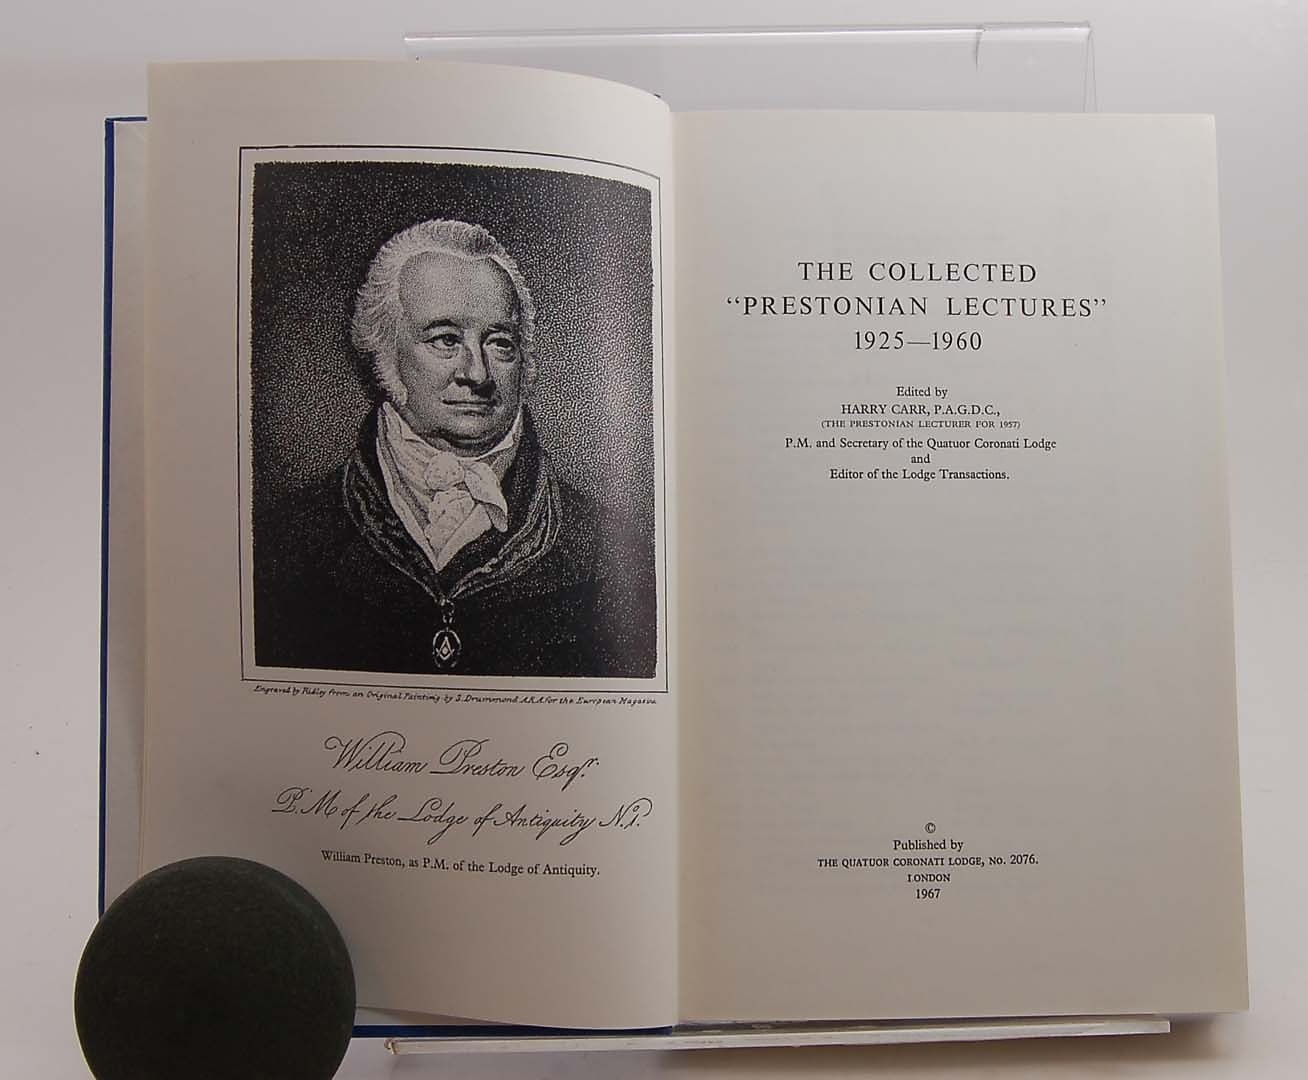 Engraved by Ridley from an Original Painting by S. Drummond A.R.A. for the European Magazine
William Preston Esqr.
P.M of the Lodge of Antiquity No. 1.
William Preston, as P.M. of the Lodge of Antiquity.
THE COLLECTED
“PRESTONIAN LECTURES”
1925—1960
Edited by
HARRY CARR, P.A.G.D.C.,
(THE PRESTONIAN LECTURER FOR 1957)
P.M. and Secretary of the Quatuor Coronati Lodge
and
Editor of the Lodge Transactions.
©
Published by
THE QUATUOR CORONATI LODGE, NO. 2076.
LONDON
1967